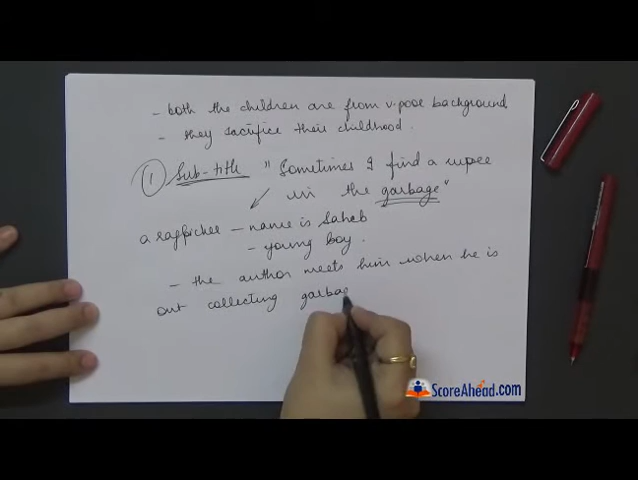 - both the children are from v.poor background
- they sacrifice their childhood.
① Sub-title "Sometimes I find a rupee
in the garbage"
a ragpicker - name is Saheb
- young boy.
- the author meets him when he is
out collecting garba
ScoreAhead.com